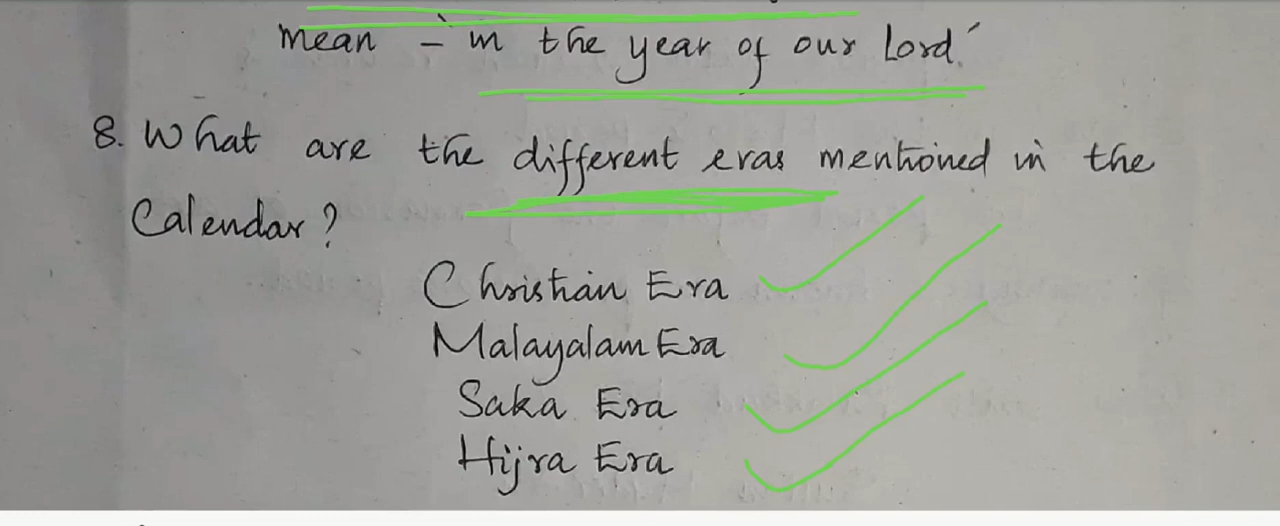 mean – 'in the year of our Lord.'
8. What are the different eras mentioned in the
Calendar?
Christian Era
Malayalam Era
Saka Era
Hijra Era